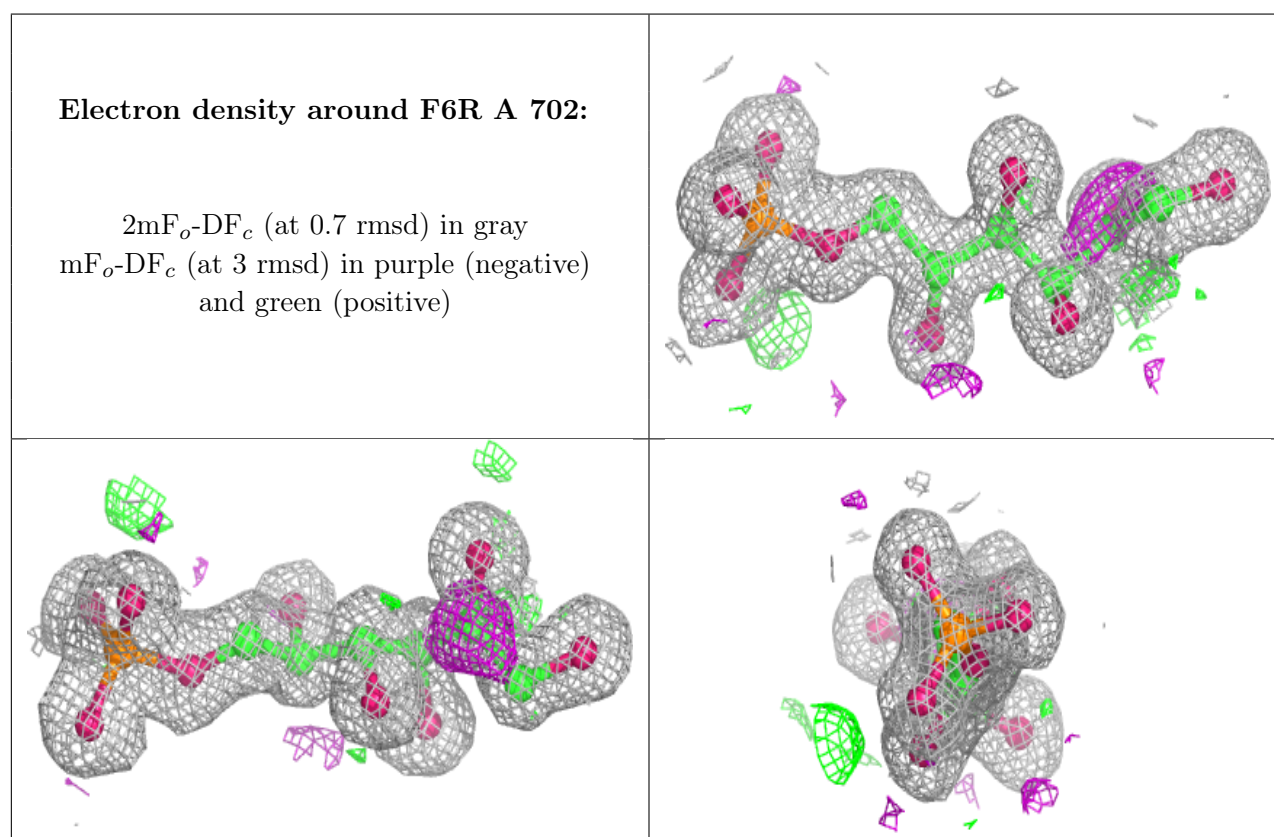 Electron density around F6R A 702:
2mFₒ-DF𝑐 (at 0.7 rmsd) in gray
mFₒ-DF𝑐 (at 3 rmsd) in purple (negative)
and green (positive)